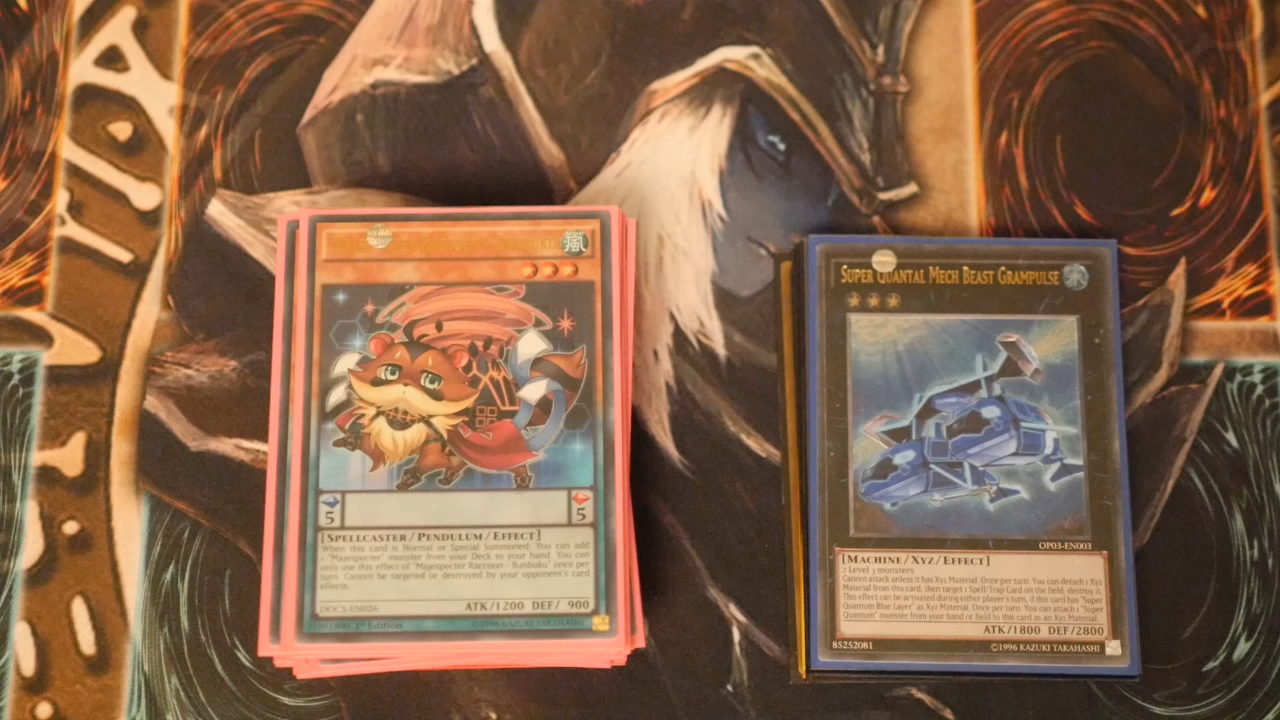 5
5
[SPELLCASTER/PENDULUM/EFFECT]
When this card is Normal or Special Summoned: You can add
1 "Majespecter" monster from your Deck to your hand. You can
only use this effect of "Majespecter Raccoon - Bunbuku" once per
turn. Cannot be targeted or destroyed by your opponent's card
effects.
DOCS-EN026
ATK/1200 DEF/ 900
1st Edition
©1996 KAZUKI TAKAHASHI
SUPER QUANTAL MECH BEAST GRAMPULSE
OP03-EN003
[MACHINE/XYZ/EFFECT]
2 Level 3 monsters
Cannot attack unless it has Xyz Material. Once per turn: You can detach 1 Xyz
Material from this card, then target 1 Spell/Trap Card on the field; destroy it.
This effect can be activated during either player's turn, if this card has "Super
Quantum Blue Layer" as Xyz Material. Once per turn: You can attach 1 "Super
Quantum" monster from your hand or field to this card as an Xyz Material.
ATK/1800 DEF/2800
85252081
©1996 KAZUKI TAKAHASHI